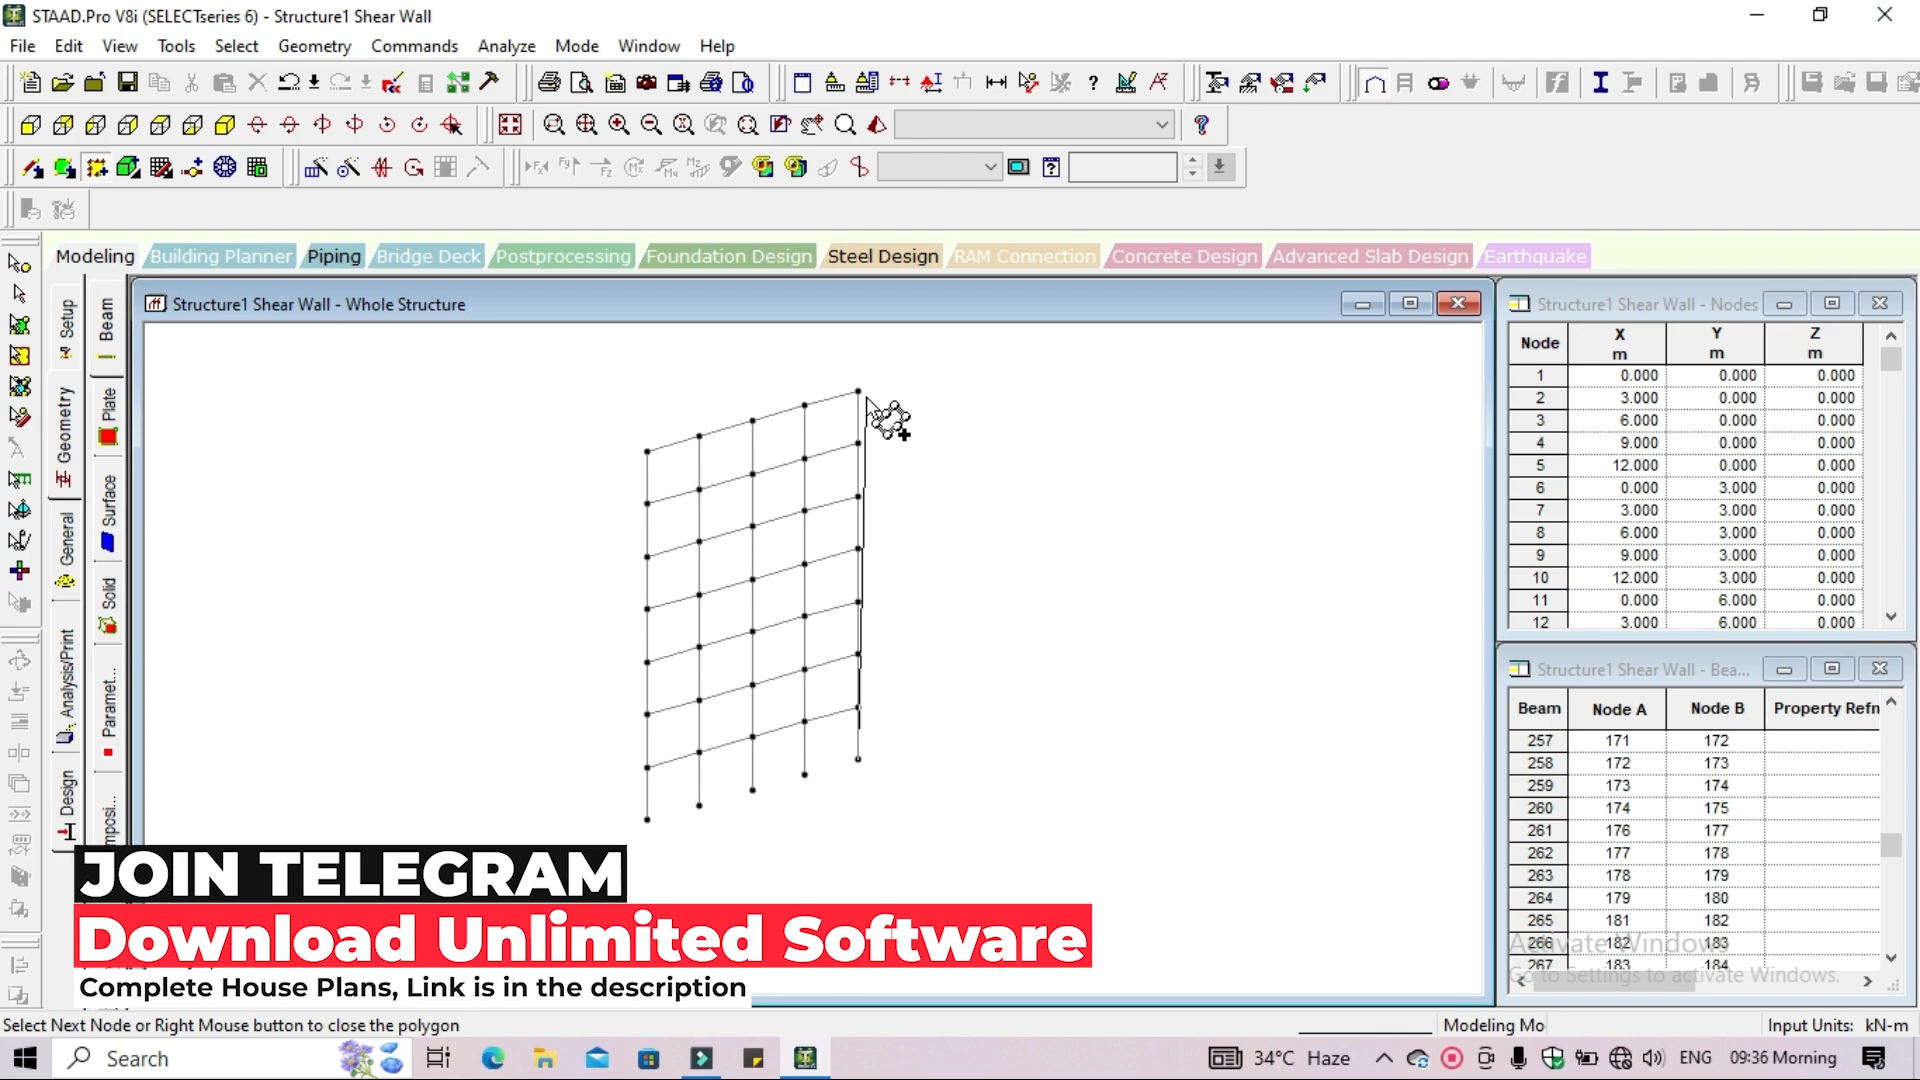 STAAD.Pro V8i (SELECTseries 6) - Structure1 Shear Wall
File Edit View Tools Select Geometry Commands Analyze Mode Window Help
Modeling Building Planner Piping Bridge Deck Postprocessing Foundation Design Steel Design RAM Connection Concrete Design Advanced Slab Design Earthquake
Setup
Geometry
General
Analysis/Print
Design
Beam
Plate
Surface
Solid
Paramet...
mposi...
Structure1 Shear Wall - Whole Structure
Structure1 Shear Wall - Nodes
Node X m Y m Z m
1 0.000 0.000 0.000
2 3.000 0.000 0.000
3 6.000 0.000 0.000
4 9.000 0.000 0.000
5 12.000 0.000 0.000
6 0.000 3.000 0.000
7 3.000 3.000 0.000
8 6.000 3.000 0.000
9 9.000 3.000 0.000
10 12.000 3.000 0.000
11 0.000 6.000 0.000
12 3.000 6.000 0.000
Structure1 Shear Wall - Bea...
Beam Node A Node B Property Refn
257 171 172
258 172 173
259 173 174
260 174 175
261 176 177
262 177 178
263 178 179
264 179 180
265 181 182
266 182 183
267 183 184
Activate Windows
Go to Settings to activate Windows.
JOIN TELEGRAM
Download Unlimited Software
Complete House Plans, Link is in the description
Select Next Node or Right Mouse button to close the polygon
Modeling Mo
Input Units: kN-m
Search
34°C Haze
ENG
09:36 Morning